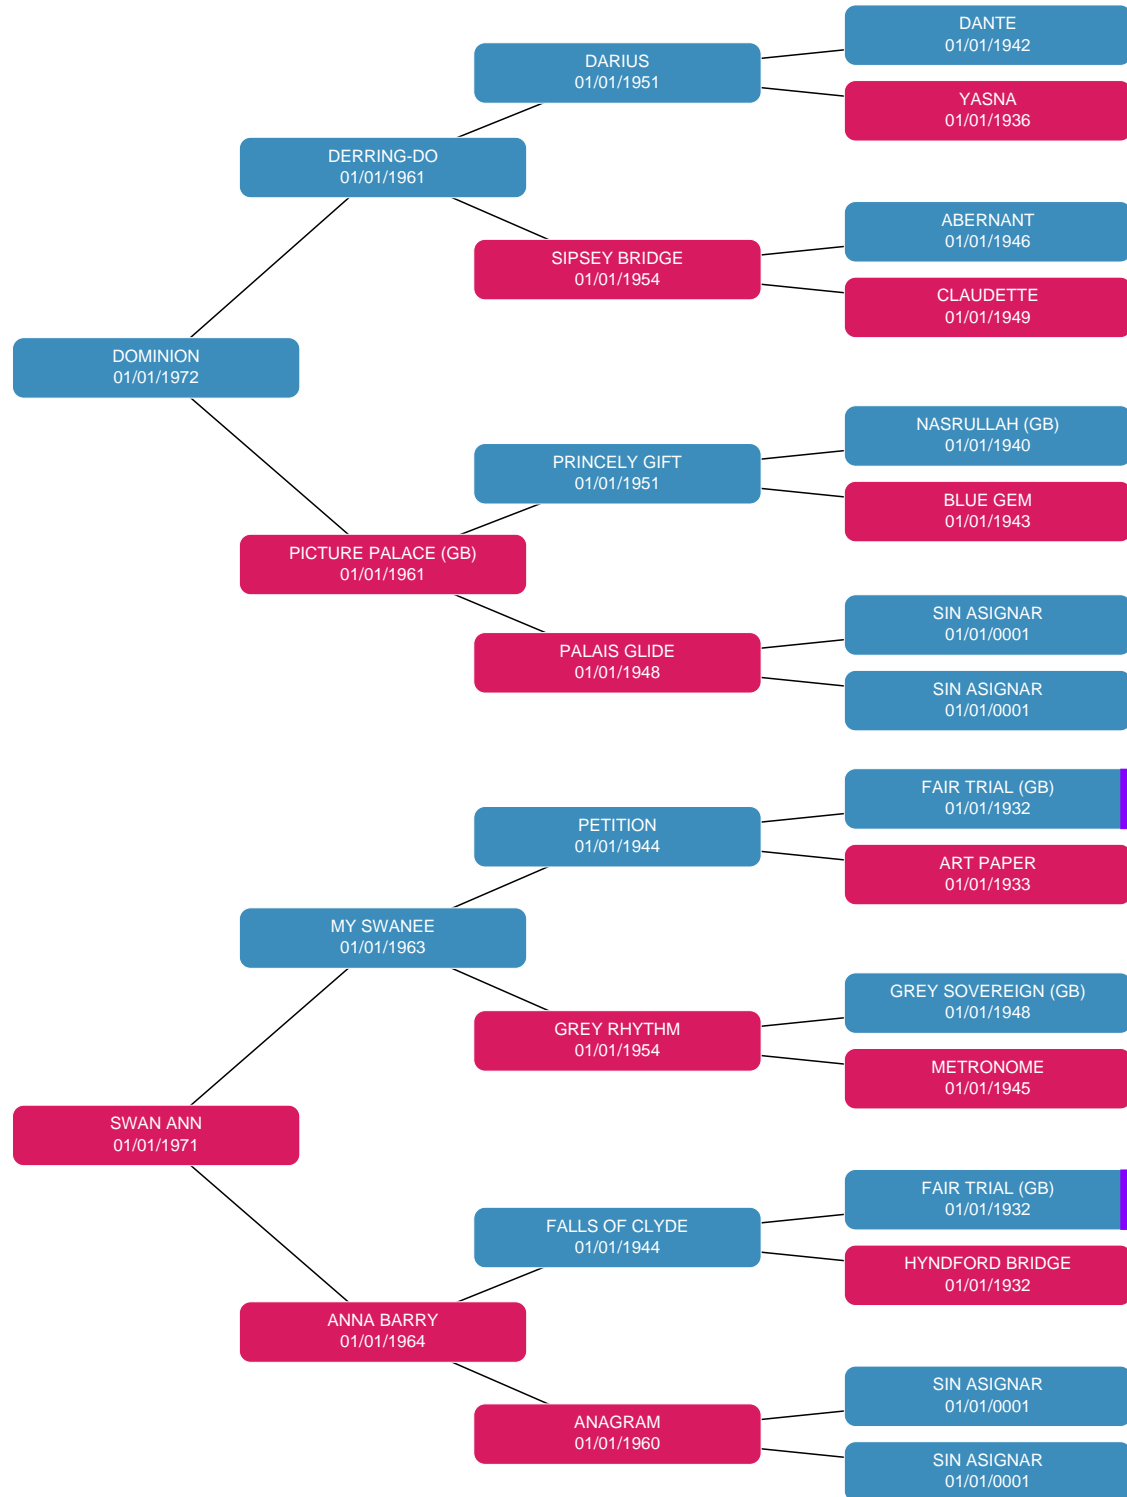 DANTE
01/01/1942
DARIUS
01/01/1951
YASNA
01/01/1936
DERRING-DO
01/01/1961
ABERNANT
01/01/1946
SIPSEY BRIDGE
01/01/1954
CLAUDETTE
01/01/1949
DOMINION
01/01/1972
NASRULLAH (GB)
01/01/1940
PRINCELY GIFT
01/01/1951
BLUE GEM
01/01/1943
PICTURE PALACE (GB)
01/01/1961
SIN ASIGNAR
01/01/0001
PALAIS GLIDE
01/01/1948
SIN ASIGNAR
01/01/0001
FAIR TRIAL (GB)
01/01/1932
PETITION
01/01/1944
ART PAPER
01/01/1933
MY SWANEE
01/01/1963
GREY SOVEREIGN (GB)
01/01/1948
GREY RHYTHM
01/01/1954
METRONOME
01/01/1945
SWAN ANN
01/01/1971
FAIR TRIAL (GB)
01/01/1932
FALLS OF CLYDE
01/01/1944
HYNDFORD BRIDGE
01/01/1932
ANNA BARRY
01/01/1964
SIN ASIGNAR
01/01/0001
ANAGRAM
01/01/1960
SIN ASIGNAR
01/01/0001